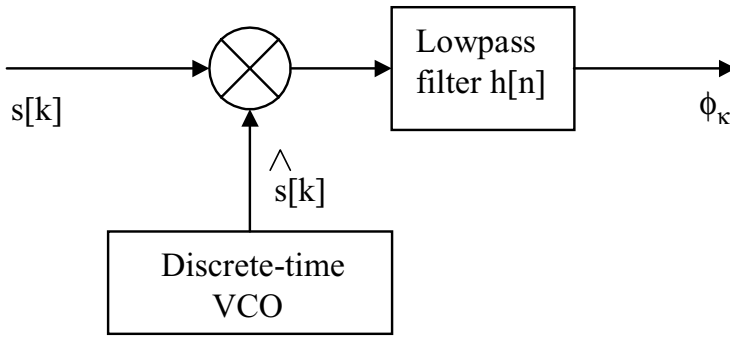 Lowpass
filter h[n]
s[k]
ϕκ
^
s[k]
Discrete-time
VCO